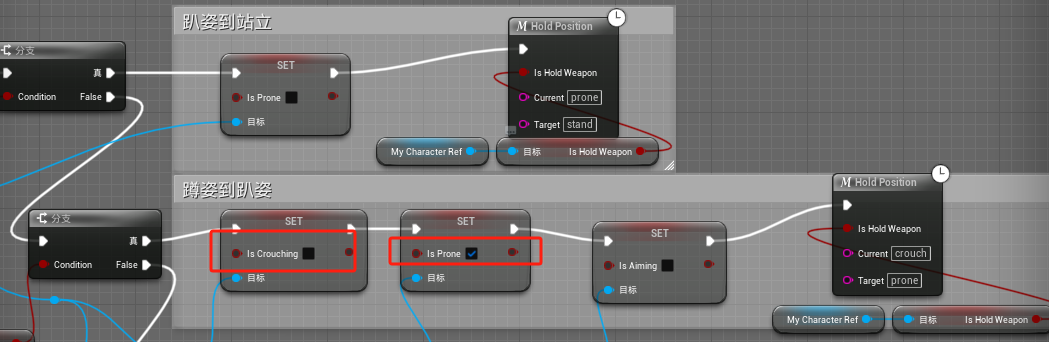 趴姿到站立
Hold Position
分支
真
Condition
False
SET
Is Prone
目标
Is Hold Weapon
Current
prone
Target
stand
My Character Ref
目标
Is Hold Weapon
蹲姿到趴姿
Hold Position
分支
真
Condition
False
SET
Is Crouching
目标
SET
Is Prone
目标
SET
Is Aiming
目标
Is Hold Weapon
Current
crouch
Target
prone
My Character Ref
目标
Is Hold Weapon